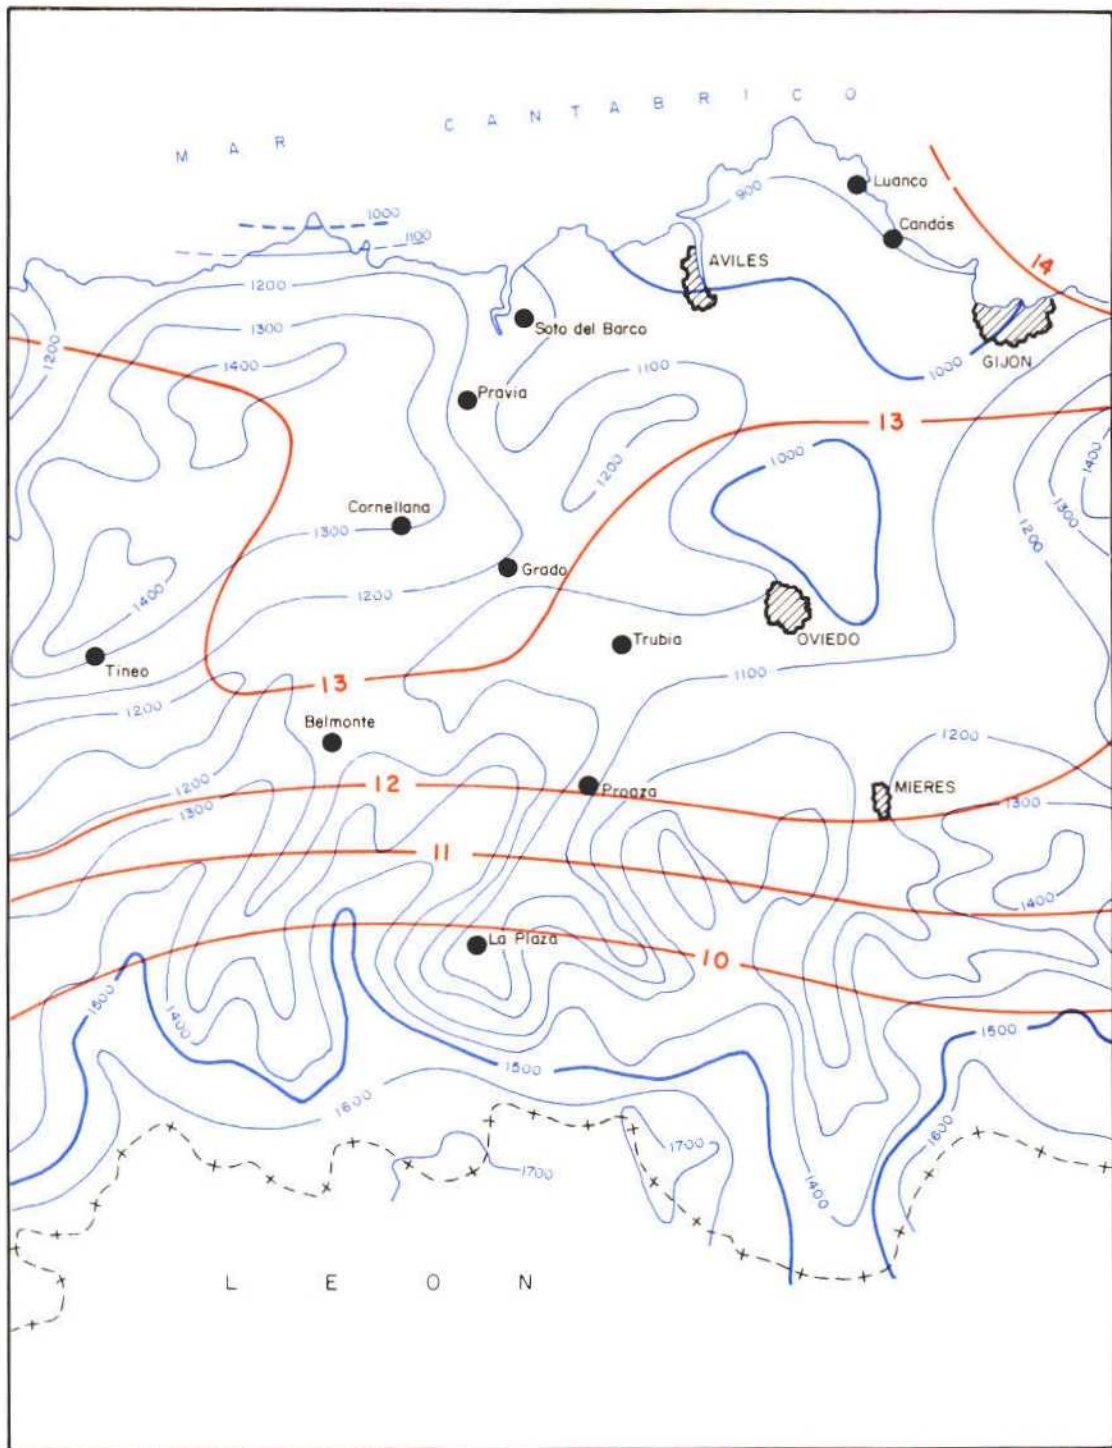 MAR CANTABRICO
900
Luanco
1000
Candás
1100
AVILES
14
1200
1200
Soto del Barco
1300
GIJON
1000
1400
1100
Pravia
13
1000
1200
1400
Cornellana
1300
1300
1200
Grado
1400
1200
OVIEDO
Trubia
Tineo
1100
13
1200
Belmonte
1200
1200
12
Proaza
MIERES
1300
1300
11
1400
La Plaza
10
1500
1400
1500
1500
1600
1600
1700
1700
1400
LEON